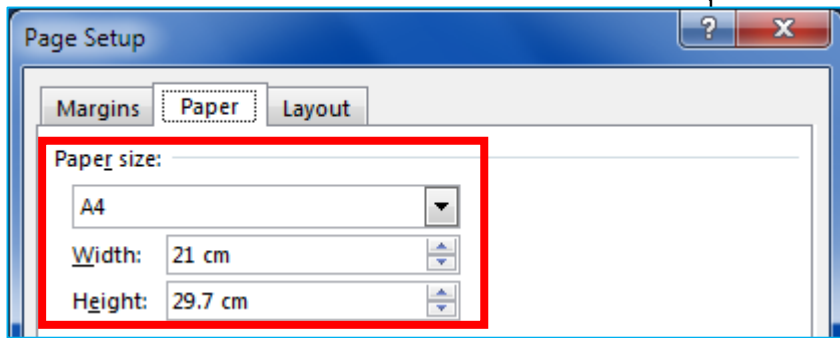 Page Setup
Margins Paper Layout
Paper size:
A4
Width: 21 cm
Height: 29.7 cm